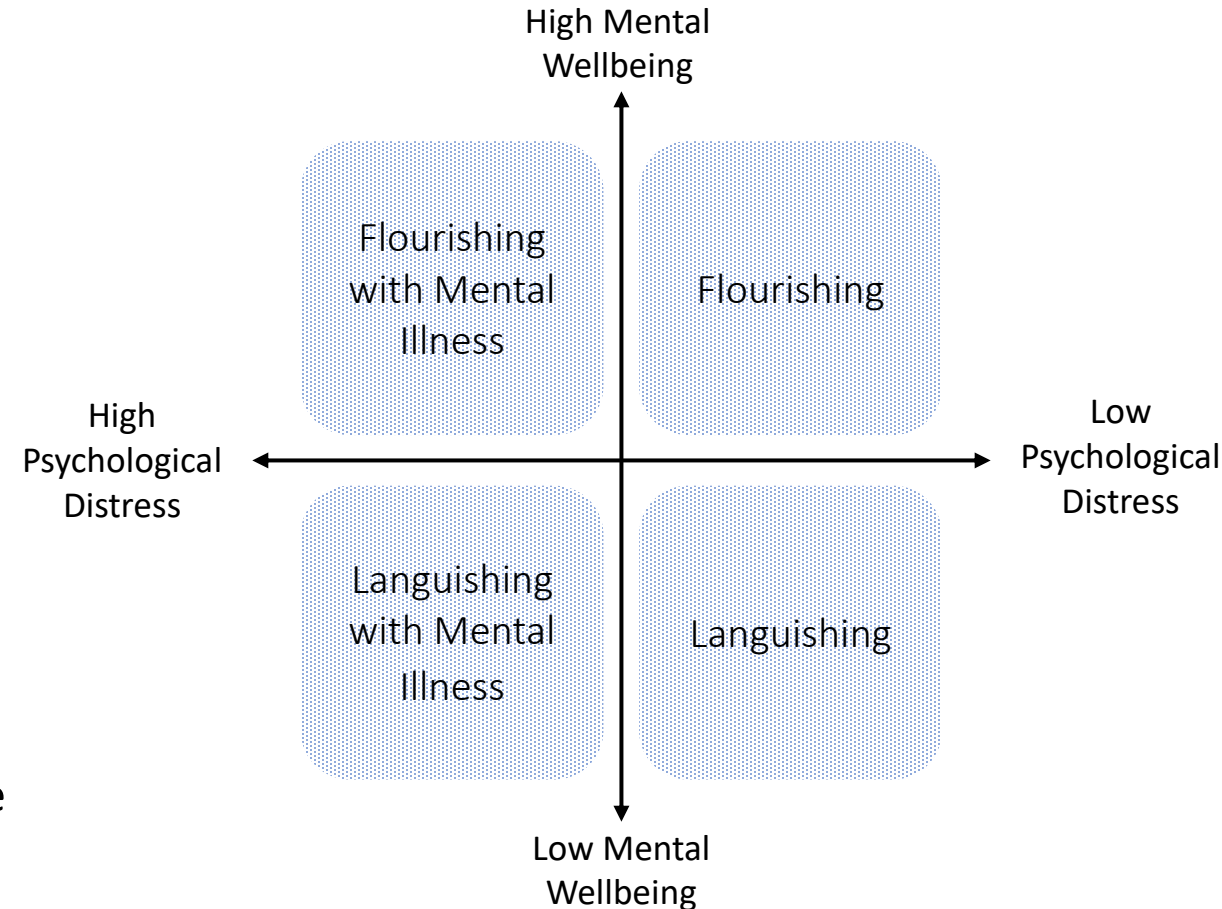 High Mental
Wellbeing
Flourishing
with Mental
Illness
Flourishing
High
Psychological
Distress
Low
Psychological
Distress
Languishing
with Mental
Illness
Languishing
e
Low Mental
Wellbeing